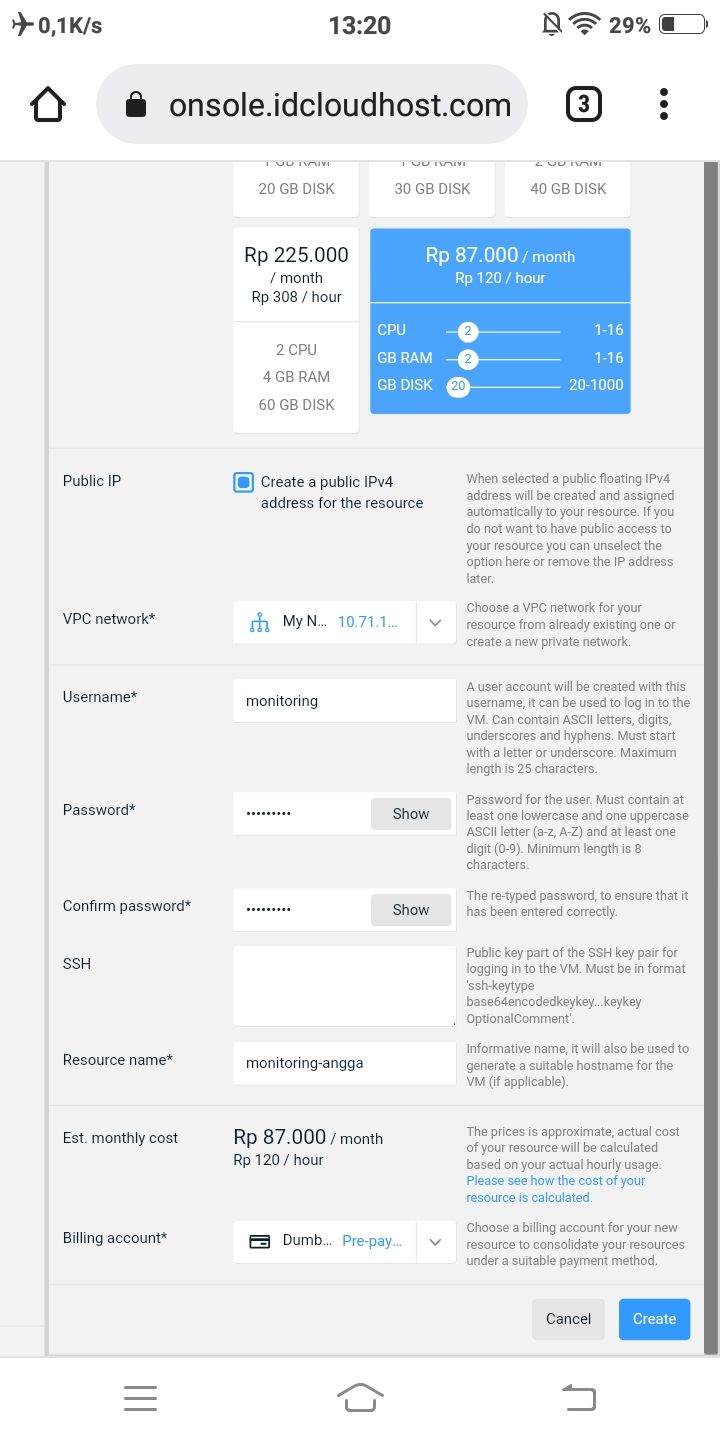 0,1K/s 13:20 29%
onsole.idcloudhost.com 3
1 GB RAM 1 GB RAM 2 GB RAM
20 GB DISK 30 GB DISK 40 GB DISK
Rp 225.000
/ month
Rp 308 / hour
2 CPU
4 GB RAM
60 GB DISK
Rp 87.000 / month
Rp 120 / hour
CPU 2 1-16
GB RAM 2 1-16
GB DISK 20 20-1000
Public IP
Create a public IPv4
address for the resource
When selected a public floating IPv4
address will be created and assigned
automatically to your resource. If you
do not want to have public access to
your resource you can unselect the
option here or remove the IP address
later.
VPC network*
My N... 10.71.1...
Choose a VPC network for your
resource from already existing one or
create a new private network.
Username*
monitoring
A user account will be created with this
username, it can be used to log in to the
VM. Can contain ASCII letters, digits,
underscores and hyphens. Must start
with a letter or underscore. Maximum
length is 25 characters.
Password*
••••••••• Show
Password for the user. Must contain at
least one lowercase and one uppercase
ASCII letter (a-z, A-Z) and at least one
digit (0-9). Minimum length is 8
characters.
Confirm password*
••••••••• Show
The re-typed password, to ensure that it
has been entered correctly.
SSH
Public key part of the SSH key pair for
logging in to the VM. Must be in format
'ssh-keytype
base64encodedkeykey...keykey
OptionalComment'.
Resource name*
monitoring-angga
Informative name, it will also be used to
generate a suitable hostname for the
VM (if applicable).
Est. monthly cost
Rp 87.000 / month
Rp 120 / hour
The prices is approximate, actual cost
of your resource will be calculated
based on your actual hourly usage.
Please see how the cost of your
resource is calculated.
Billing account*
Dumb... Pre-pay...
Choose a billing account for your new
resource to consolidate your resources
under a suitable payment method.
Cancel Create